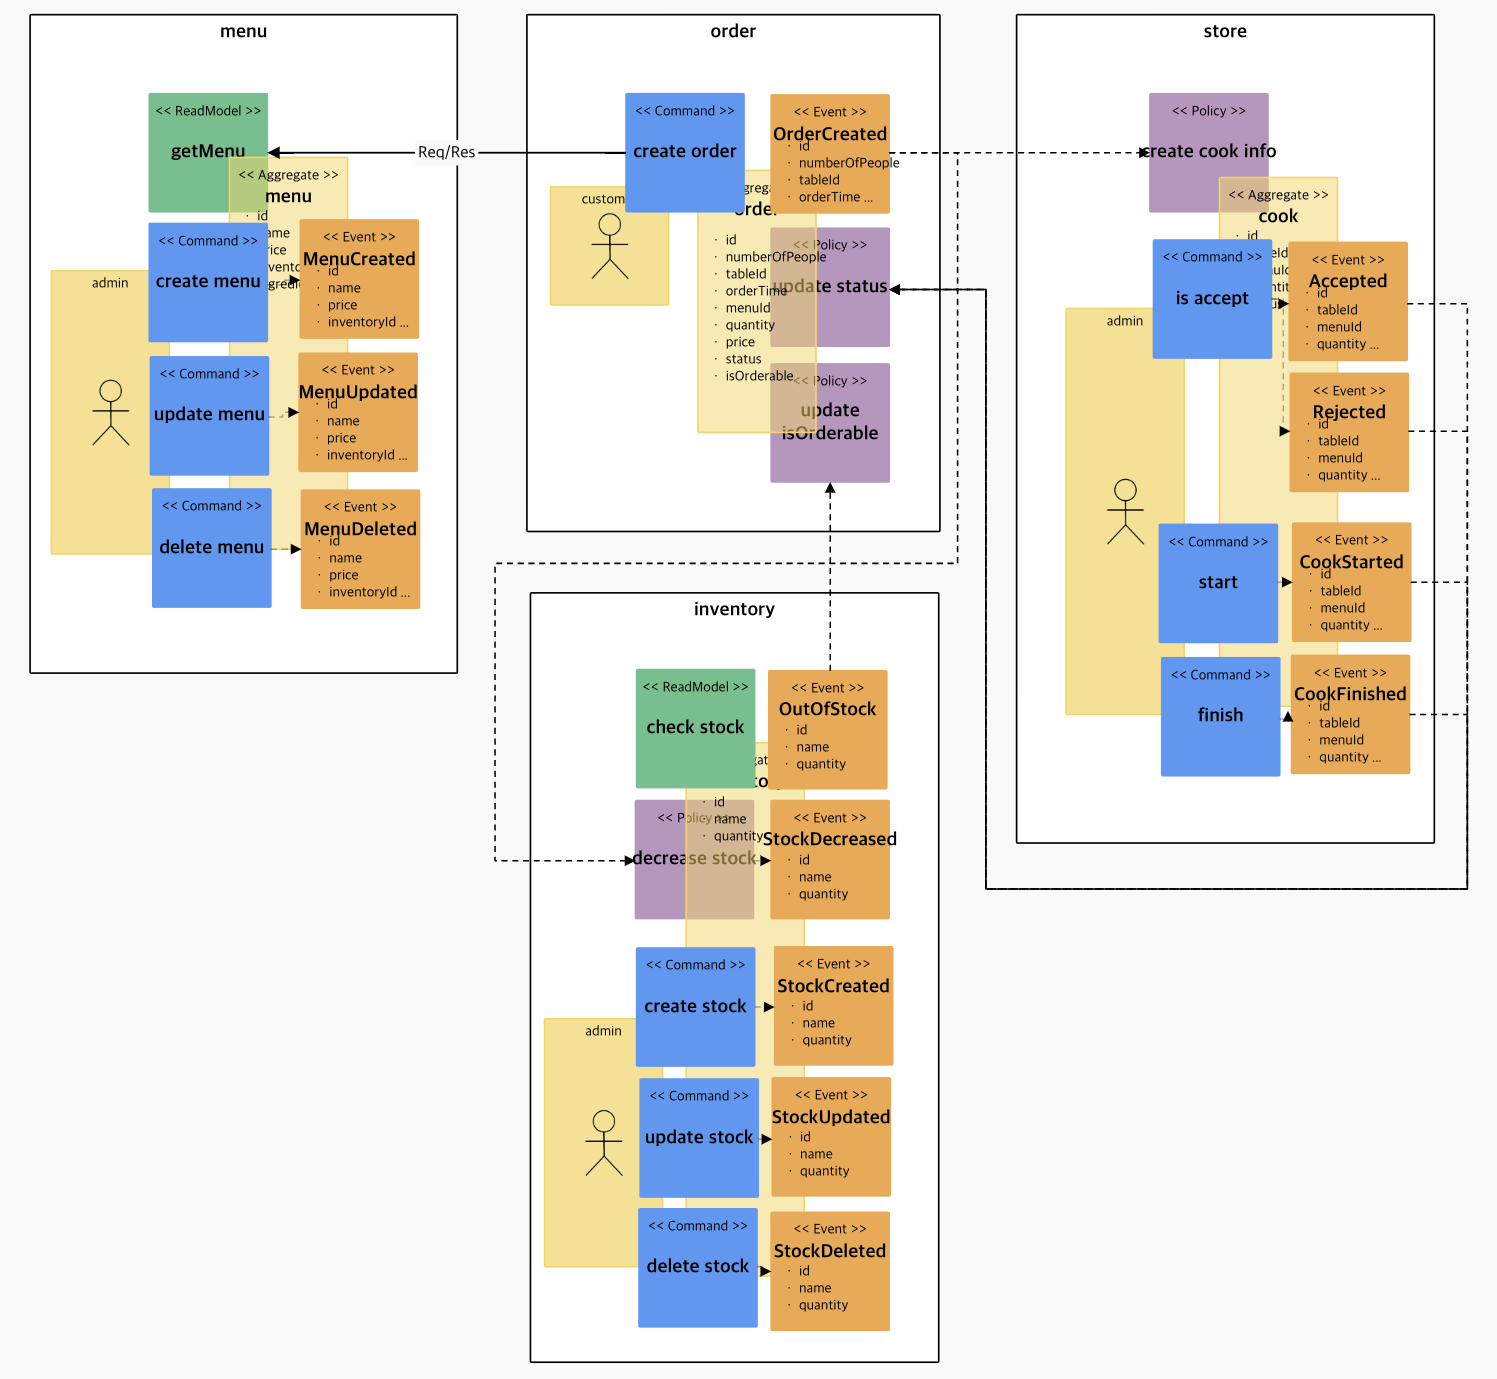 menu
<< ReadModel >>
getMenu
<< Aggregate >>
menu
· id
<< Command >>
create menu
<< Event >>
MenuCreated
· id
· name
· price
· inventoryId ...
admin
<< Command >>
update menu
<< Event >>
MenuUpdated
· id
· name
· price
· inventoryId ...
<< Command >>
delete menu
<< Event >>
MenuDeleted
· id
· name
· price
· inventoryId ...
Req/Res
order
<< Command >>
create order
<< Event >>
OrderCreated
· id
· numberOfPeople
· tableId
· orderTime ...
order
· id
· numberOfPeople
· tableId
· orderTime
· menuId
· quantity
· price
· status
· isOrderable
<< Policy >>
update status
<< Policy >>
update
isOrderable
store
<< Policy >>
create cook info
<< Aggregate >>
cook
· id
<< Command >>
is accept
<< Event >>
Accepted
· id
· tableId
· menuId
· quantity ...
admin
<< Event >>
Rejected
· id
· tableId
· menuId
· quantity ...
<< Command >>
start
<< Event >>
CookStarted
· id
· tableId
· menuId
· quantity ...
<< Command >>
finish
<< Event >>
CookFinished
· id
· tableId
· menuId
· quantity ...
inventory
<< ReadModel >>
check stock
<< Event >>
OutOfStock
· id
· name
· quantity
· id
· name
· quantity
<< Policy >>
decrease stock
<< Event >>
StockDecreased
· id
· name
· quantity
<< Command >>
create stock
<< Event >>
StockCreated
· id
· name
· quantity
admin
<< Command >>
update stock
<< Event >>
StockUpdated
· id
· name
· quantity
<< Command >>
delete stock
<< Event >>
StockDeleted
· id
· name
· quantity